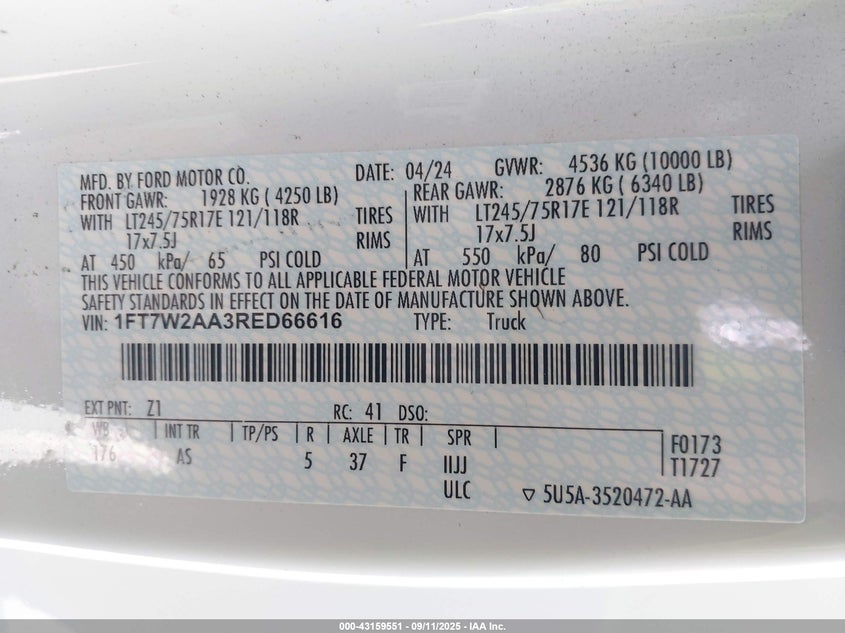 MFD. BY FORD MOTOR CO. DATE: 04/24 GVWR: 4536 KG (10000 LB)
FRONT GAWR: 1928 KG ( 4250 LB) REAR GAWR: 2876 KG ( 6340 LB)
WITH LT245/75R17E 121/118R TIRES WITH LT245/75R17E 121/118R TIRES
17x7.5J RIMS 17x7.5J RIMS
AT 450 kPa/ 65 PSI COLD AT 550 kPa/ 80 PSI COLD
THIS VEHICLE CONFORMS TO ALL APPLICABLE FEDERAL MOTOR VEHICLE
SAFETY STANDARDS IN EFFECT ON THE DATE OF MANUFACTURE SHOWN ABOVE.
VIN: 1FT7W2AA3RED66616 TYPE: Truck
EXT PNT: Z1 RC: 41 DSO:
WB INT TR TP/PS R AXLE TR SPR F0173
176 AS 5 37 F IIJJ T1727
ULC 5U5A-3520472-AA
000-43159551 - 09/11/2025 - IAA Inc.